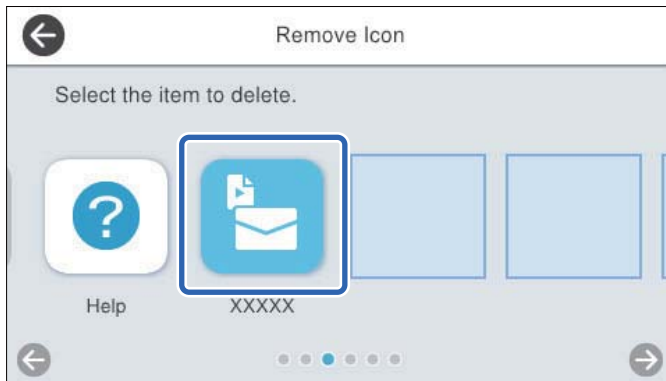 Remove Icon
Select the item to delete.
?
Help
XXXXX